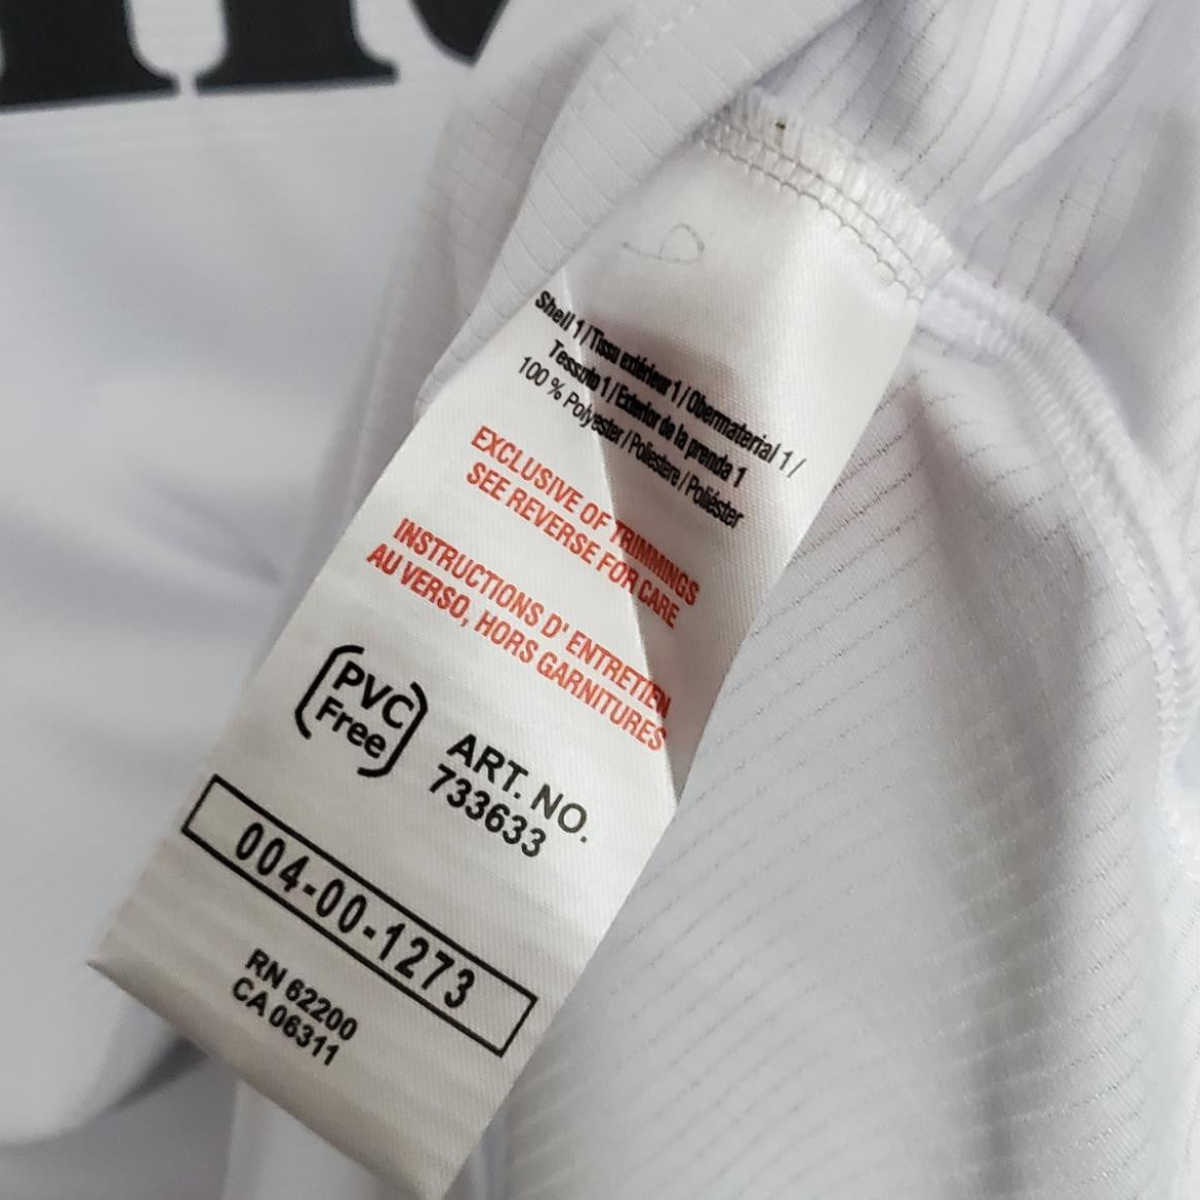 Shell 1 / Tissu extérieur 1 / Obermaterial 1 /
Tessuto 1 / Exterior de la prenda 1
100 % Polyester / Poliestere / Poliéster
EXCLUSIVE OF TRIMMINGS
SEE REVERSE FOR CARE
INSTRUCTIONS D' ENTRETIEN
AU VERSO, HORS GARNITURES
PVC
Free
ART. NO.
733633
004-00-1273
RN 62200
CA 06311